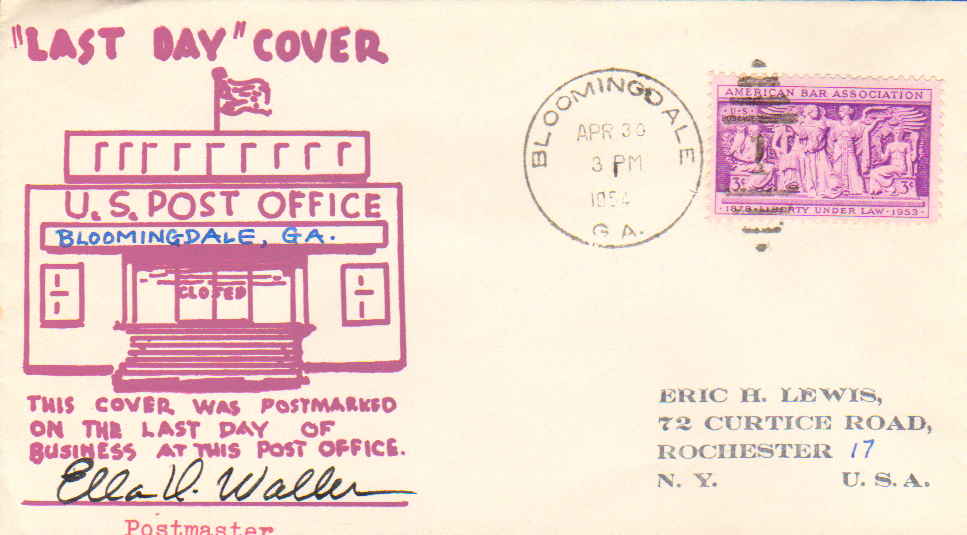 "LAST DAY" COVER
U.S. POST OFFICE
BLOOMINGDALE, GA.
CLOSED
THIS COVER WAS POSTMARKED
ON THE LAST DAY OF
BUSINESS AT THIS POST OFFICE.
Ella V. Waller
Postmaster
BLOOMINGDALE
APR 30
3 PM
1954
GA.
AMERICAN BAR ASSOCIATION
U.S.
3¢ 3¢
1878·LIBERTY UNDER LAW·1953
ERIC H. LEWIS,
72 CURTICE ROAD,
ROCHESTER 17
N. Y. U. S. A.